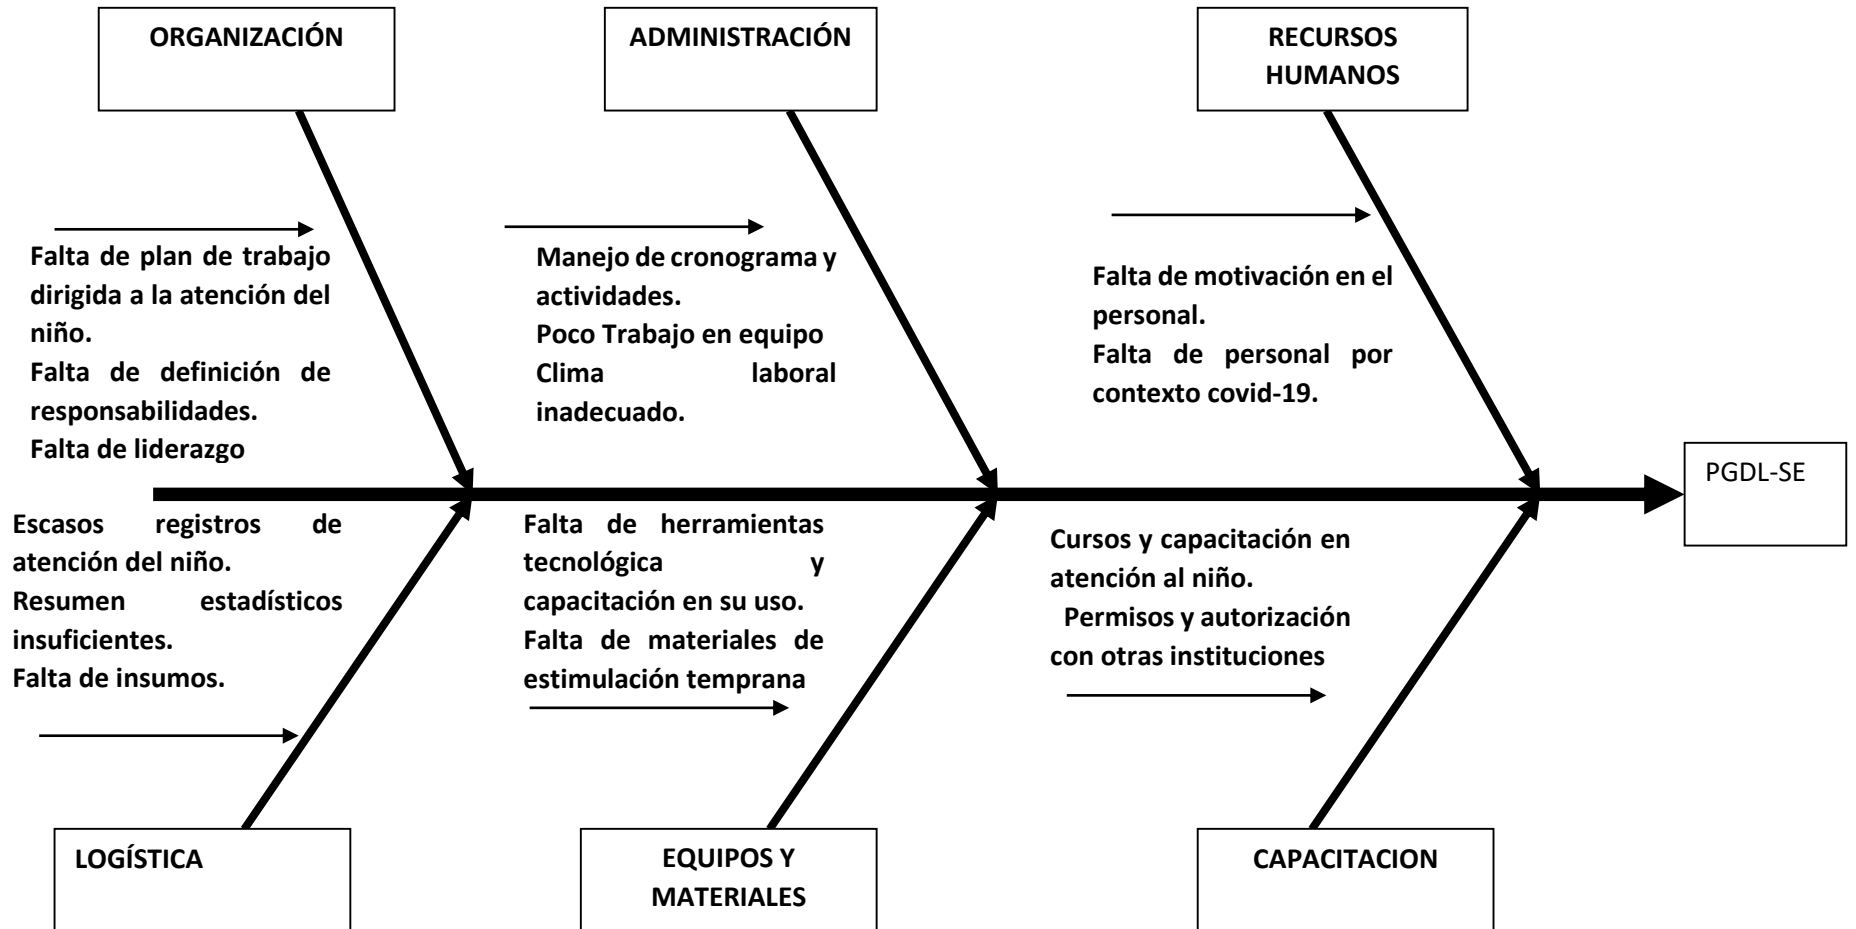 ORGANIZACIÓN
ADMINISTRACIÓN
RECURSOS
HUMANOS
Falta de plan de trabajo
dirigida a la atención del
niño.
Falta de definición de
responsabilidades.
Falta de liderazgo
Manejo de cronograma y
actividades.
Poco Trabajo en equipo
Clima laboral
inadecuado.
Falta de motivación en el
personal.
Falta de personal por
contexto covid-19.
PGDL-SE
Escasos registros de
atención del niño.
Resumen estadísticos
insuficientes.
Falta de insumos.
Falta de herramientas
tecnológica y
capacitación en su uso.
Falta de materiales de
estimulación temprana
Cursos y capacitación en
atención al niño.
Permisos y autorización
con otras instituciones
LOGÍSTICA
EQUIPOS Y
MATERIALES
CAPACITACION